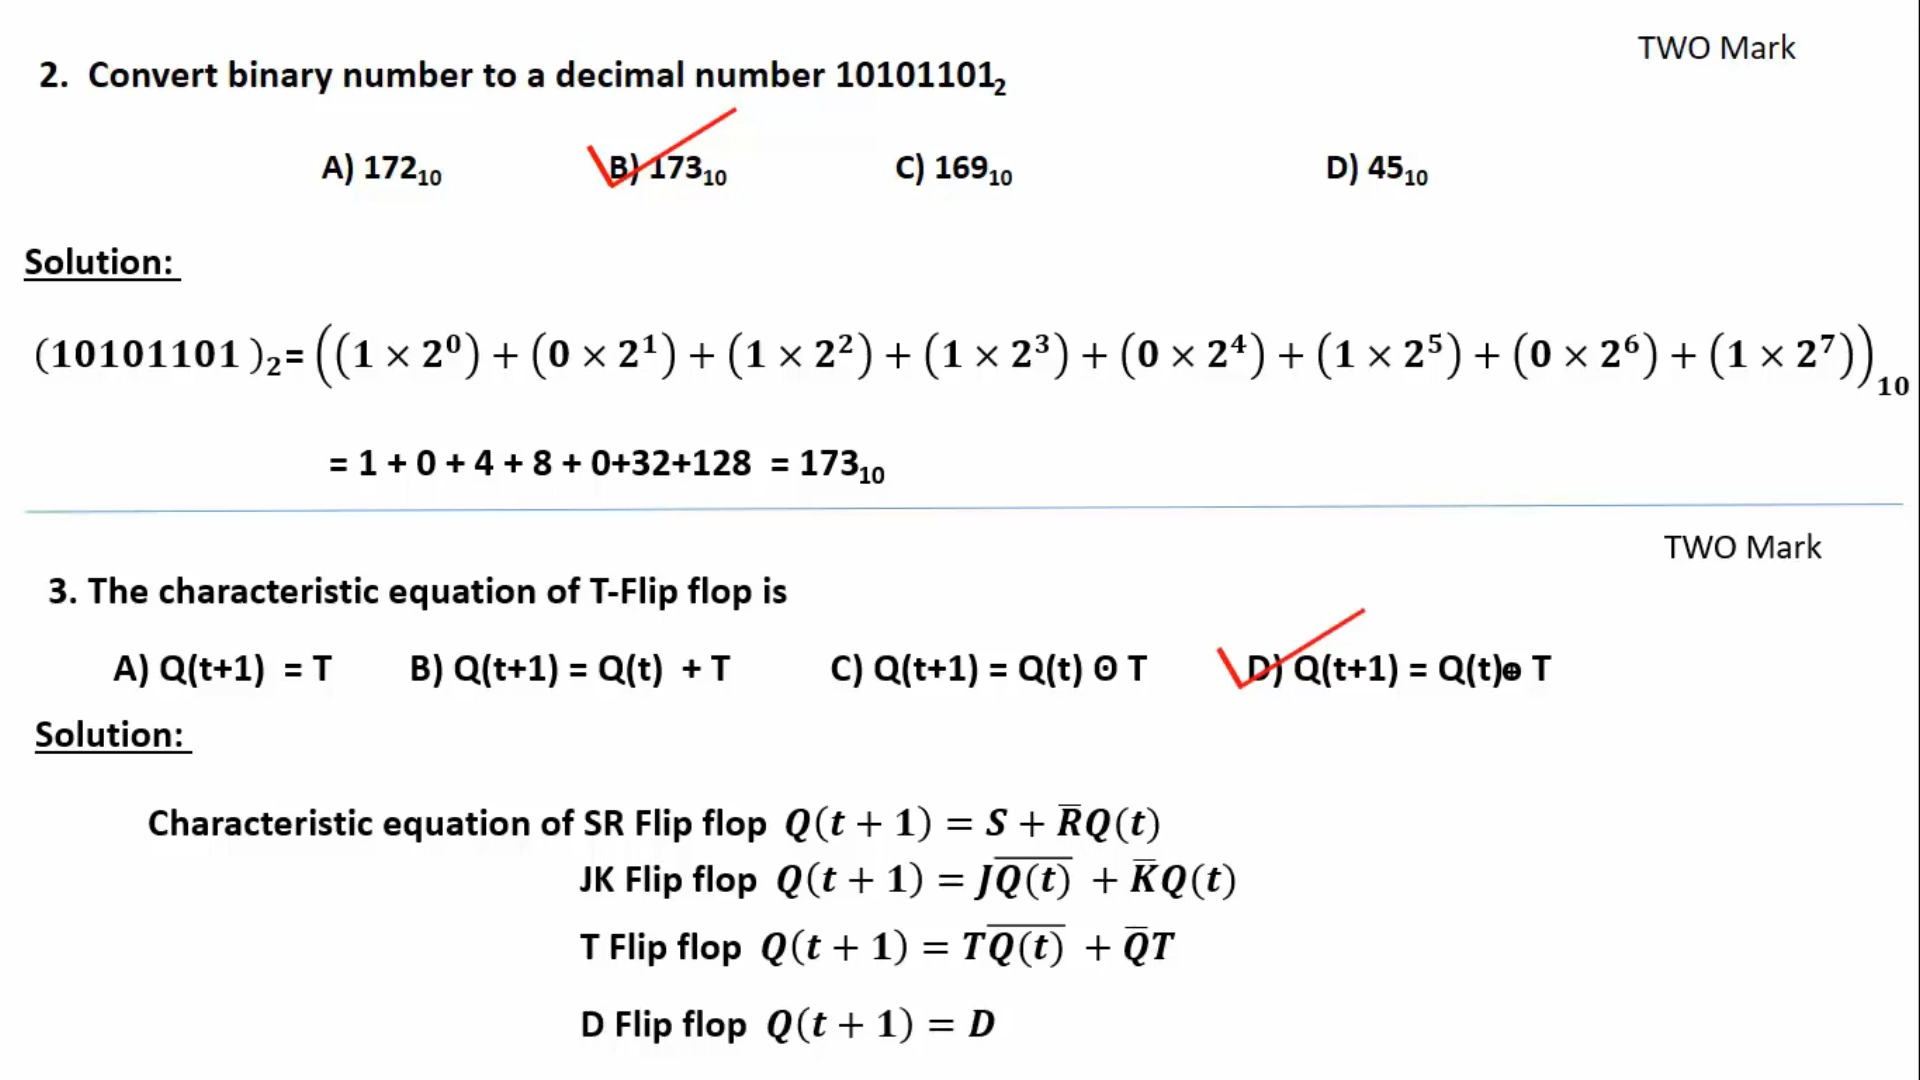 TWO Mark
2. Convert binary number to a decimal number 10101101₂
A) 172₁₀ B) 173₁₀ C) 169₁₀ D) 45₁₀
Solution:
(10101101 )₂= ((1 × 2⁰) + (0 × 2¹) + (1 × 2²) + (1 × 2³) + (0 × 2⁴) + (1 × 2⁵) + (0 × 2⁶) + (1 × 2⁷))₁₀
= 1 + 0 + 4 + 8 + 0+32+128 = 173₁₀
TWO Mark
3. The characteristic equation of T-Flip flop is
A) Q(t+1) = T B) Q(t+1) = Q(t) + T C) Q(t+1) = Q(t) ʘ T D) Q(t+1) = Q(t)⊕ T
Solution:
Characteristic equation of SR Flip flop Q(t + 1) = S + R̅Q(t)
JK Flip flop Q(t + 1) = JQ̅(̅t̅)̅ + K̅Q(t)
T Flip flop Q(t + 1) = TQ̅(̅t̅)̅ + Q̅T
D Flip flop Q(t + 1) = D